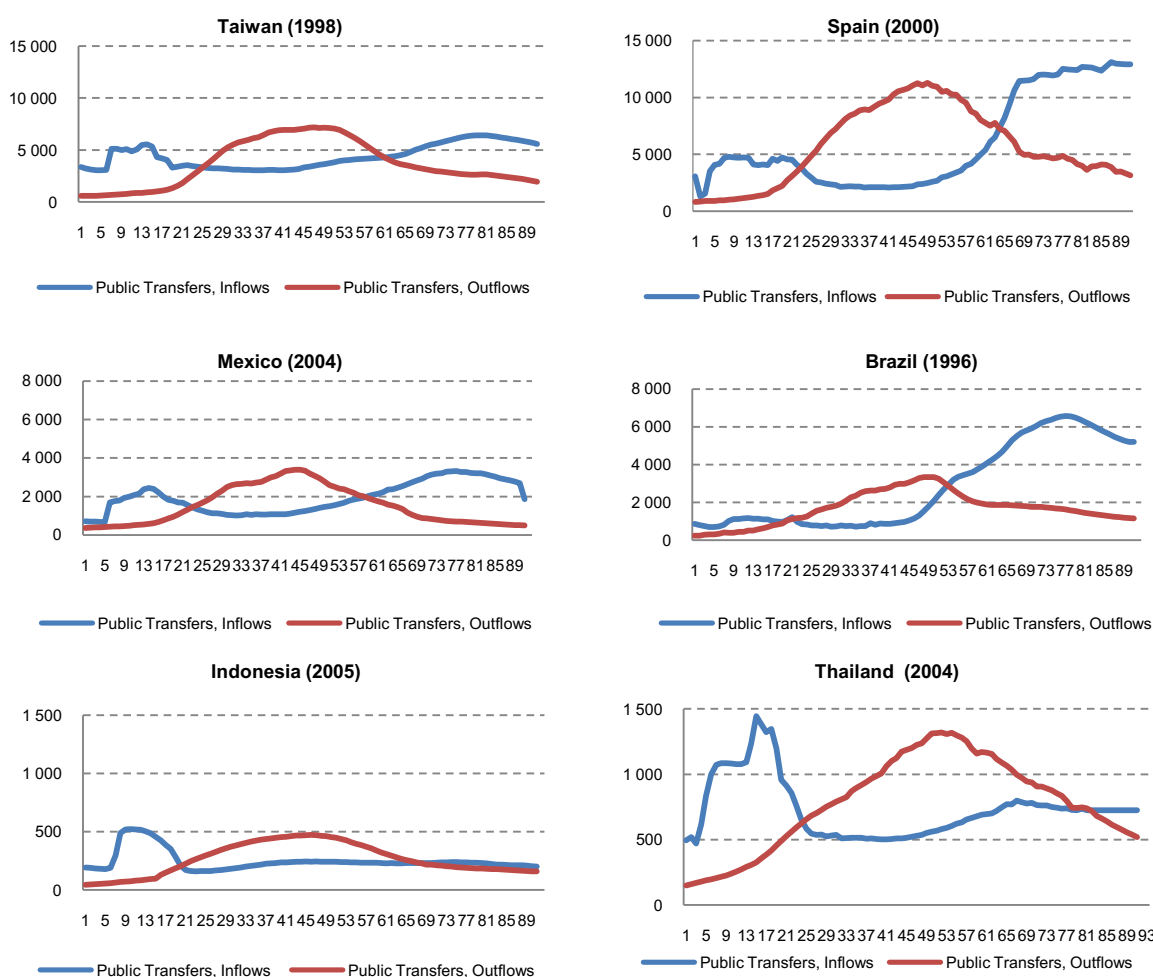 Taiwan (1998)
15 000
10 000
5 000
0
1 5 9 13 17 21 25 29 33 37 41 45 49 53 57 61 65 69 73 77 81 85 89
Public Transfers, Inflows Public Transfers, Outflows
Spain (2000)
15 000
10 000
5 000
0
1 5 9 13 17 21 25 29 33 37 41 45 49 53 57 61 65 69 73 77 81 85 89
Public Transfers, Inflows Public Transfers, Outflows
Mexico (2004)
8 000
6 000
4 000
2 000
0
1 5 9 13 17 21 25 29 33 37 41 45 49 53 57 61 65 69 73 77 81 85 89
Public Transfers, Inflows Public Transfers, Outflows
Brazil (1996)
8 000
6 000
4 000
2 000
0
1 5 9 13 17 21 25 29 33 37 41 45 49 53 57 61 65 69 73 77 81 85 89
Public Transfers, Inflows Public Transfers, Outflows
Indonesia (2005)
1 500
1 000
500
0
1 5 9 13 17 21 25 29 33 37 41 45 49 53 57 61 65 69 73 77 81 85 89
Public Transfers, Inflows Public Transfers, Outflows
Thailand (2004)
1 500
1 000
500
0
1 5 9 13 17 21 25 29 33 37 41 45 49 53 57 61 65 69 73 77 81 85 89 93
Public Transfers, Inflows Public Transfers, Outflows